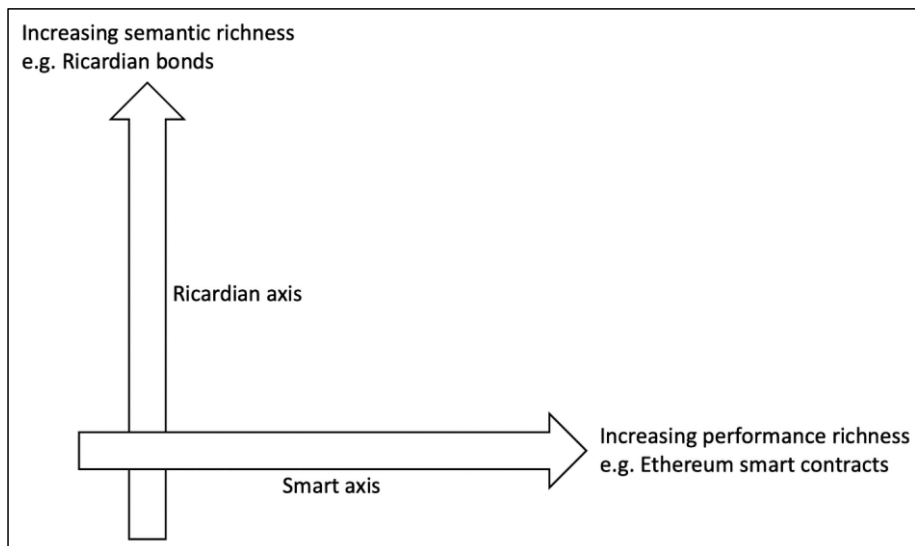 Increasing semantic richness
e.g. Ricardian bonds
Ricardian axis
Increasing performance richness
e.g. Ethereum smart contracts
Smart axis